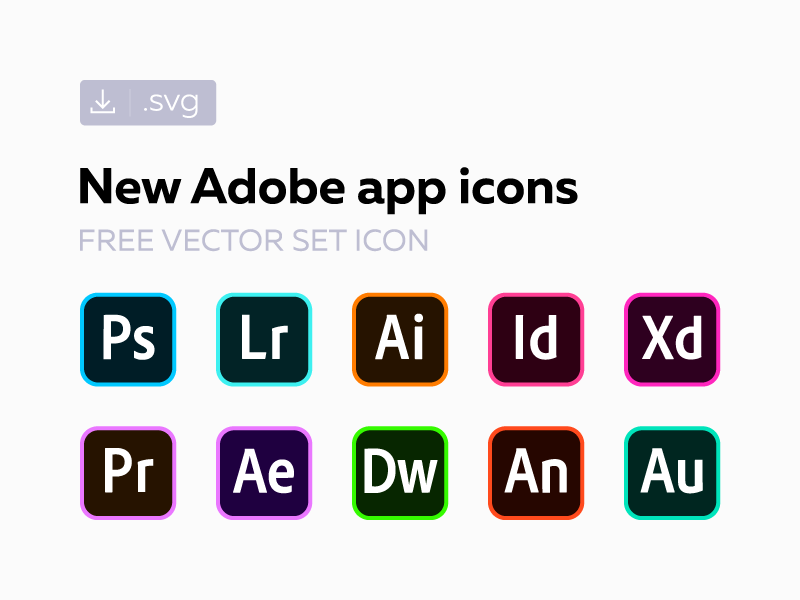 .svg
New Adobe app icons
FREE VECTOR SET ICON
Ps Lr Ai Id Xd
Pr Ae Dw An Au